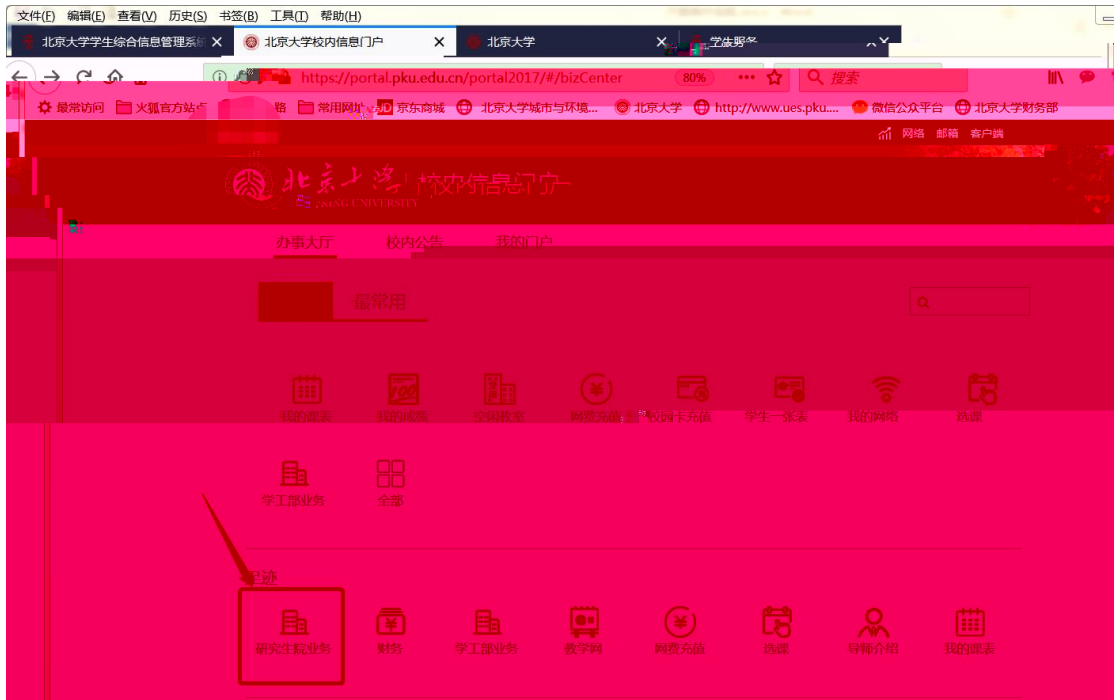 文件(F) 编辑(E) 查看(V) 历史(S) 书签(B) 工具(T) 帮助(H)
北京大学学生综合信息管理系统 北京大学校内信息门户 北京大学
https://portal.pku.edu.cn/portal2017/#/bizCenter 80% 搜索
最常访问 火狐官方站点 常用网址 JD 京东商城 北京大学城市与环境... 北京大学 http://www.ues.pku.... 微信公众平台 北京大学财务部
网络 邮箱 客户端
北京大学 校内信息门户
PEKING UNIVERSITY
办事大厅 校内公告 我的门户
最常用
我的课表 我的成绩 空闲教室 网费充值 校园卡充值 学生一张表 我的网络 选课
学工部业务 全部
足迹
研究生院业务 财务 学工部业务 教学网 网费充值 选课 导师介绍 我的课表